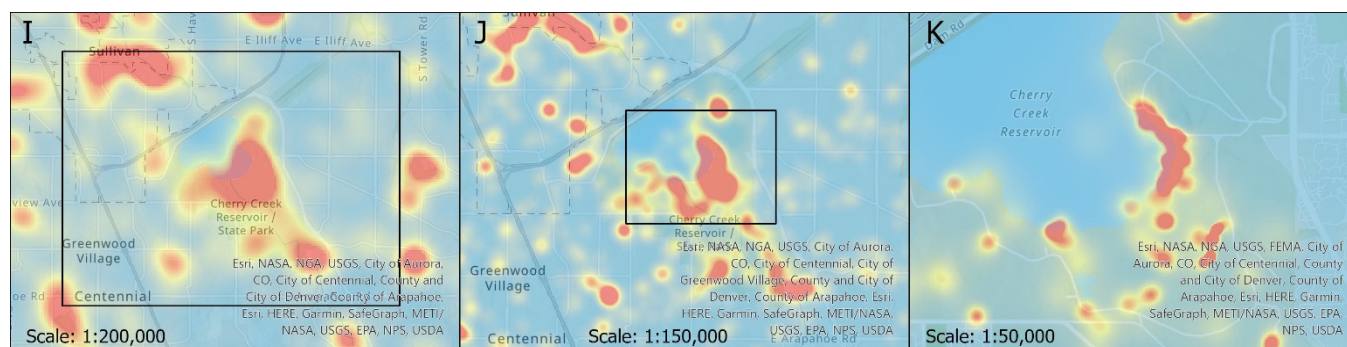 I
S Hav
E Iliff Ave
E Iliff Ave
S Tower Rd
Sullivan
view Ave
Cherry Creek
Reservoir /
State Park
Greenwood
Village
oe Rd
Centennial
Esri, NASA, NGA, USGS, City of Aurora,
CO, City of Centennial, County and
City of Denver, County of Arapahoe,
Esri, HERE, Garmin, SafeGraph, METI/
NASA, USGS, EPA, NPS, USDA
Scale: 1:200,000
J
Sullivan
Cherry Creek
Reservoir /
Greenwood
Village
Centennial
E Arapahoe Rd
Esri, NASA, NGA, USGS, City of Aurora,
CO, City of Centennial, City of
Greenwood Village, County and City of
Denver, County of Arapahoe, Esri,
HERE, Garmin, SafeGraph, METI/NASA,
USGS, EPA, NPS, USDA
Scale: 1:150,000
K
Dam Rd
Cherry
Creek
Reservoir
Esri, NASA, NGA, USGS, FEMA, City of
Aurora, CO, City of Centennial, County
and City of Denver, County of
Arapahoe, Esri, HERE, Garmin,
SafeGraph, METI/NASA, USGS, EPA,
NPS, USDA
Scale: 1:50,000